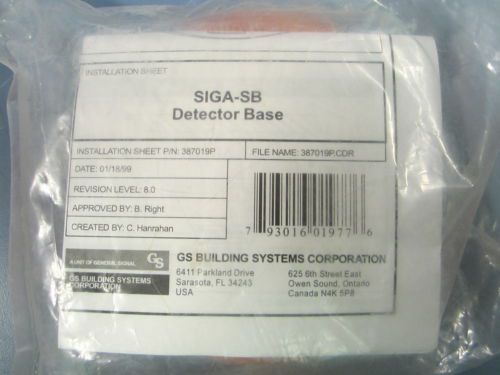 INSTALLATION SHEET
SIGA-SB
Detector Base
INSTALLATION SHEET P/N: 387019P
FILE NAME: 387019P.CDR
DATE: 01/18/99
REVISION LEVEL: 8.0
APPROVED BY: B. Right
CREATED BY: C. Hanrahan
7 93016 01977 6
A UNIT OF GENERAL SIGNAL
GS
GS BUILDING SYSTEMS
CORPORATION
GS BUILDING SYSTEMS CORPORATION
6411 Parkland Drive
Sarasota, FL 34243
USA
625 6th Street East
Owen Sound, Ontario
Canada N4K 5P8